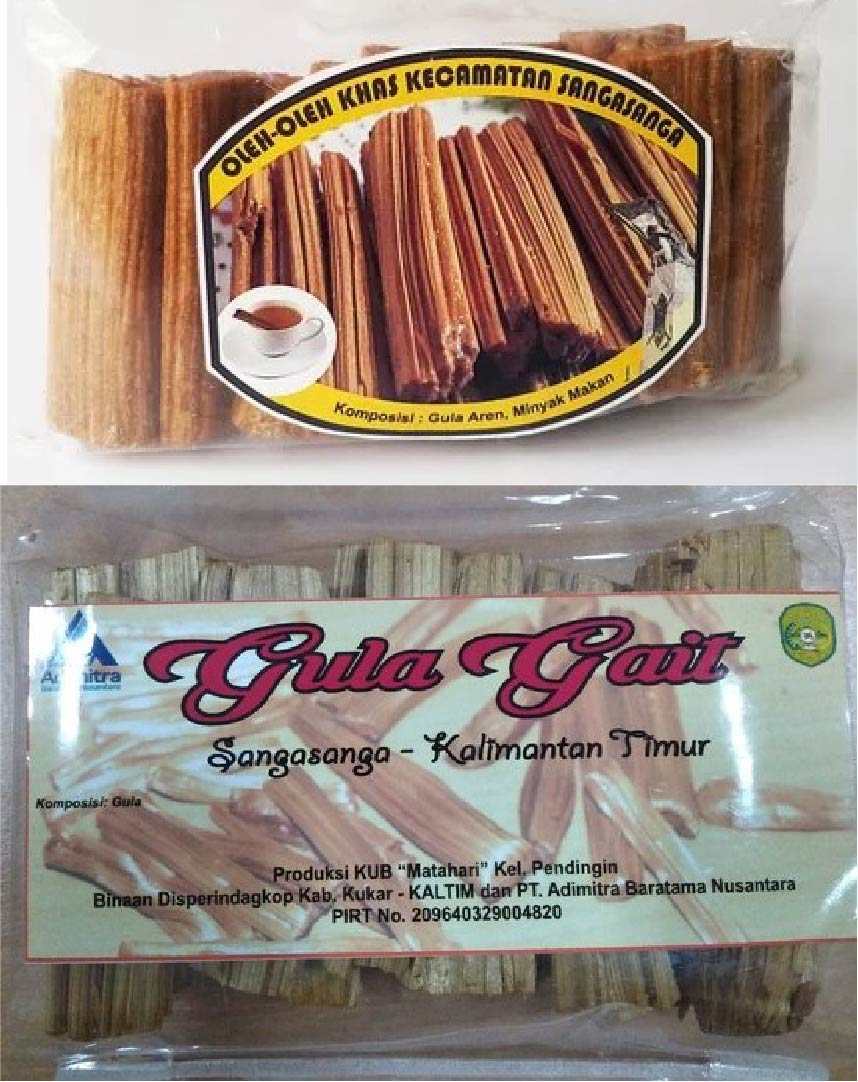 OLEH-OLEH KHAS KECAMATAN SANGASANGA
Komposisi : Gula Aren, Minyak Makan
Adimitra
Gula Gait
Sangasanga - Kalimantan Timur
Komposisi: Gula
Produksi KUB "Matahari" Kel. Pendingin
Binaan Disperindagkop Kab. Kukar - KALTIM dan PT. Adimitra Baratama Nusantara
PIRT No. 209640329004820